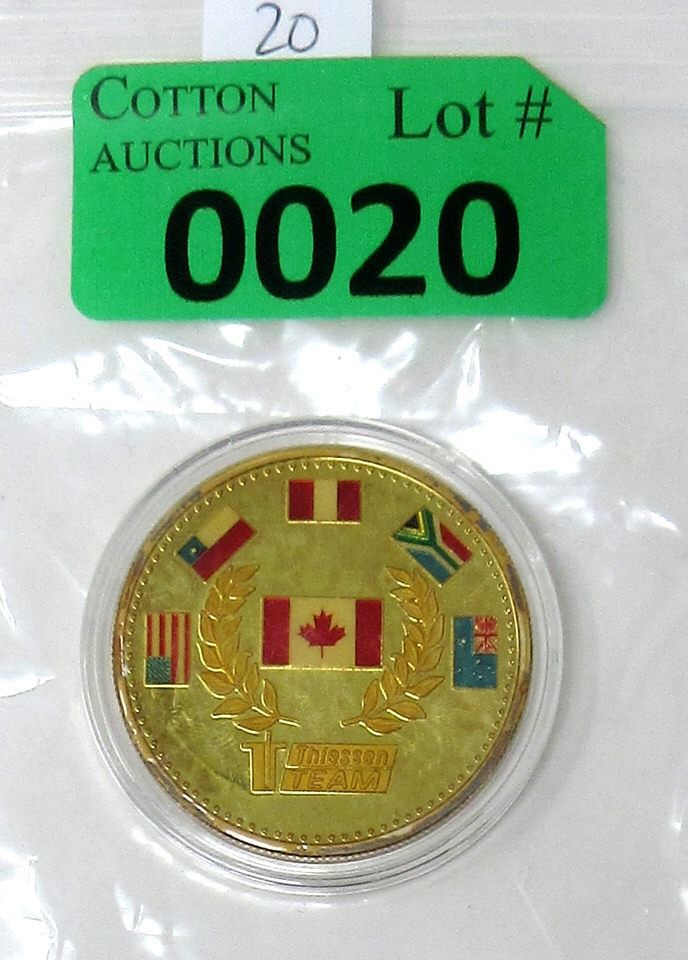 20
COTTON
AUCTIONS
Lot #
0020
Thiessen
TEAM